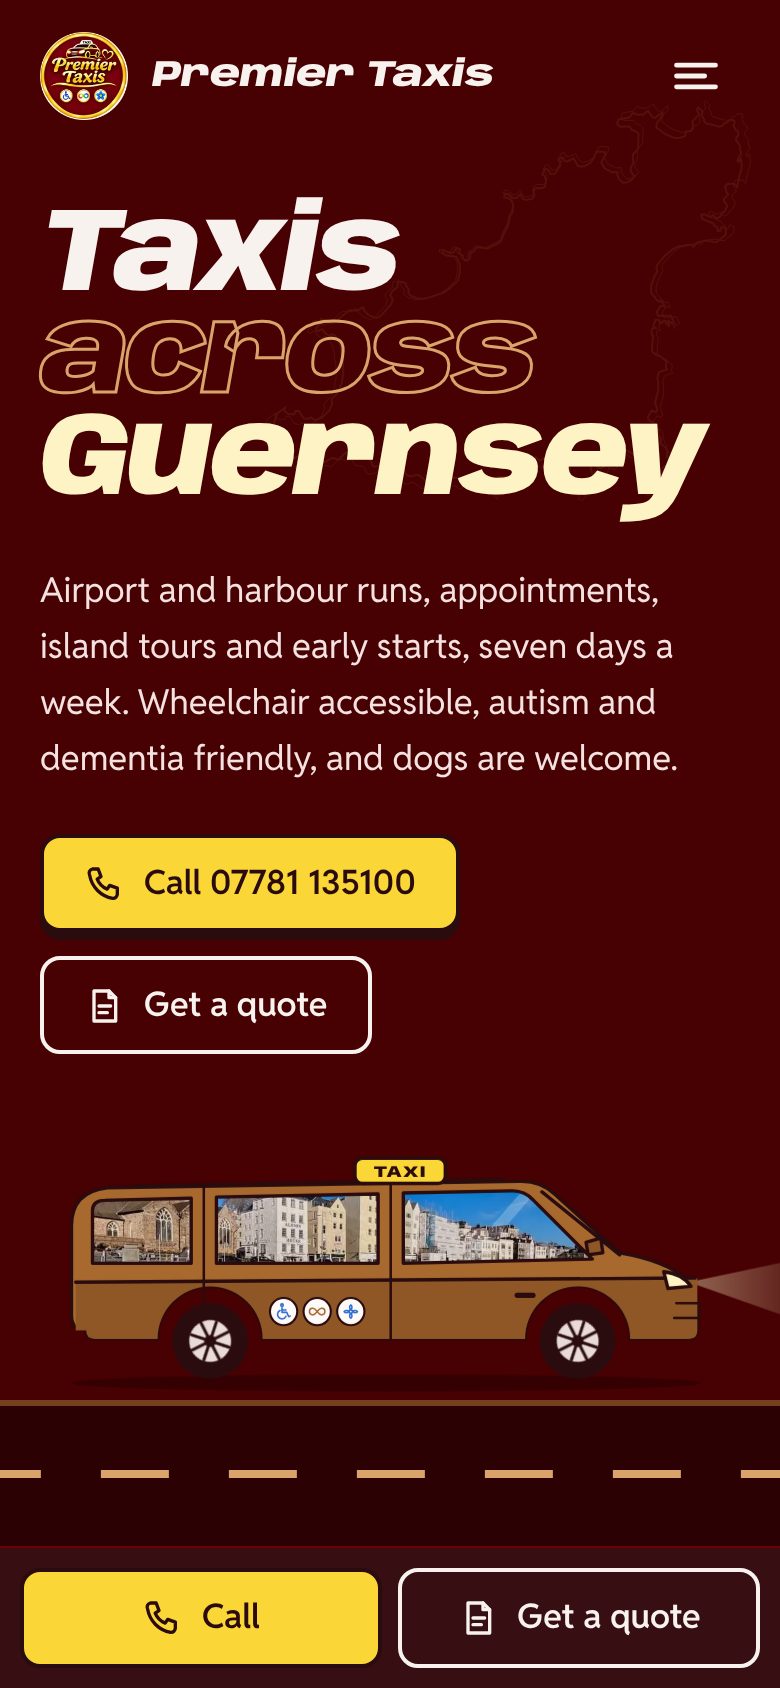 Premier
Taxis
Premier Taxis
Taxis
across
Guernsey
Airport and harbour runs, appointments,
island tours and early starts, seven days a
week. Wheelchair accessible, autism and
dementia friendly, and dogs are welcome.
Call 07781 135100
Get a quote
TAXI
Call
Get a quote